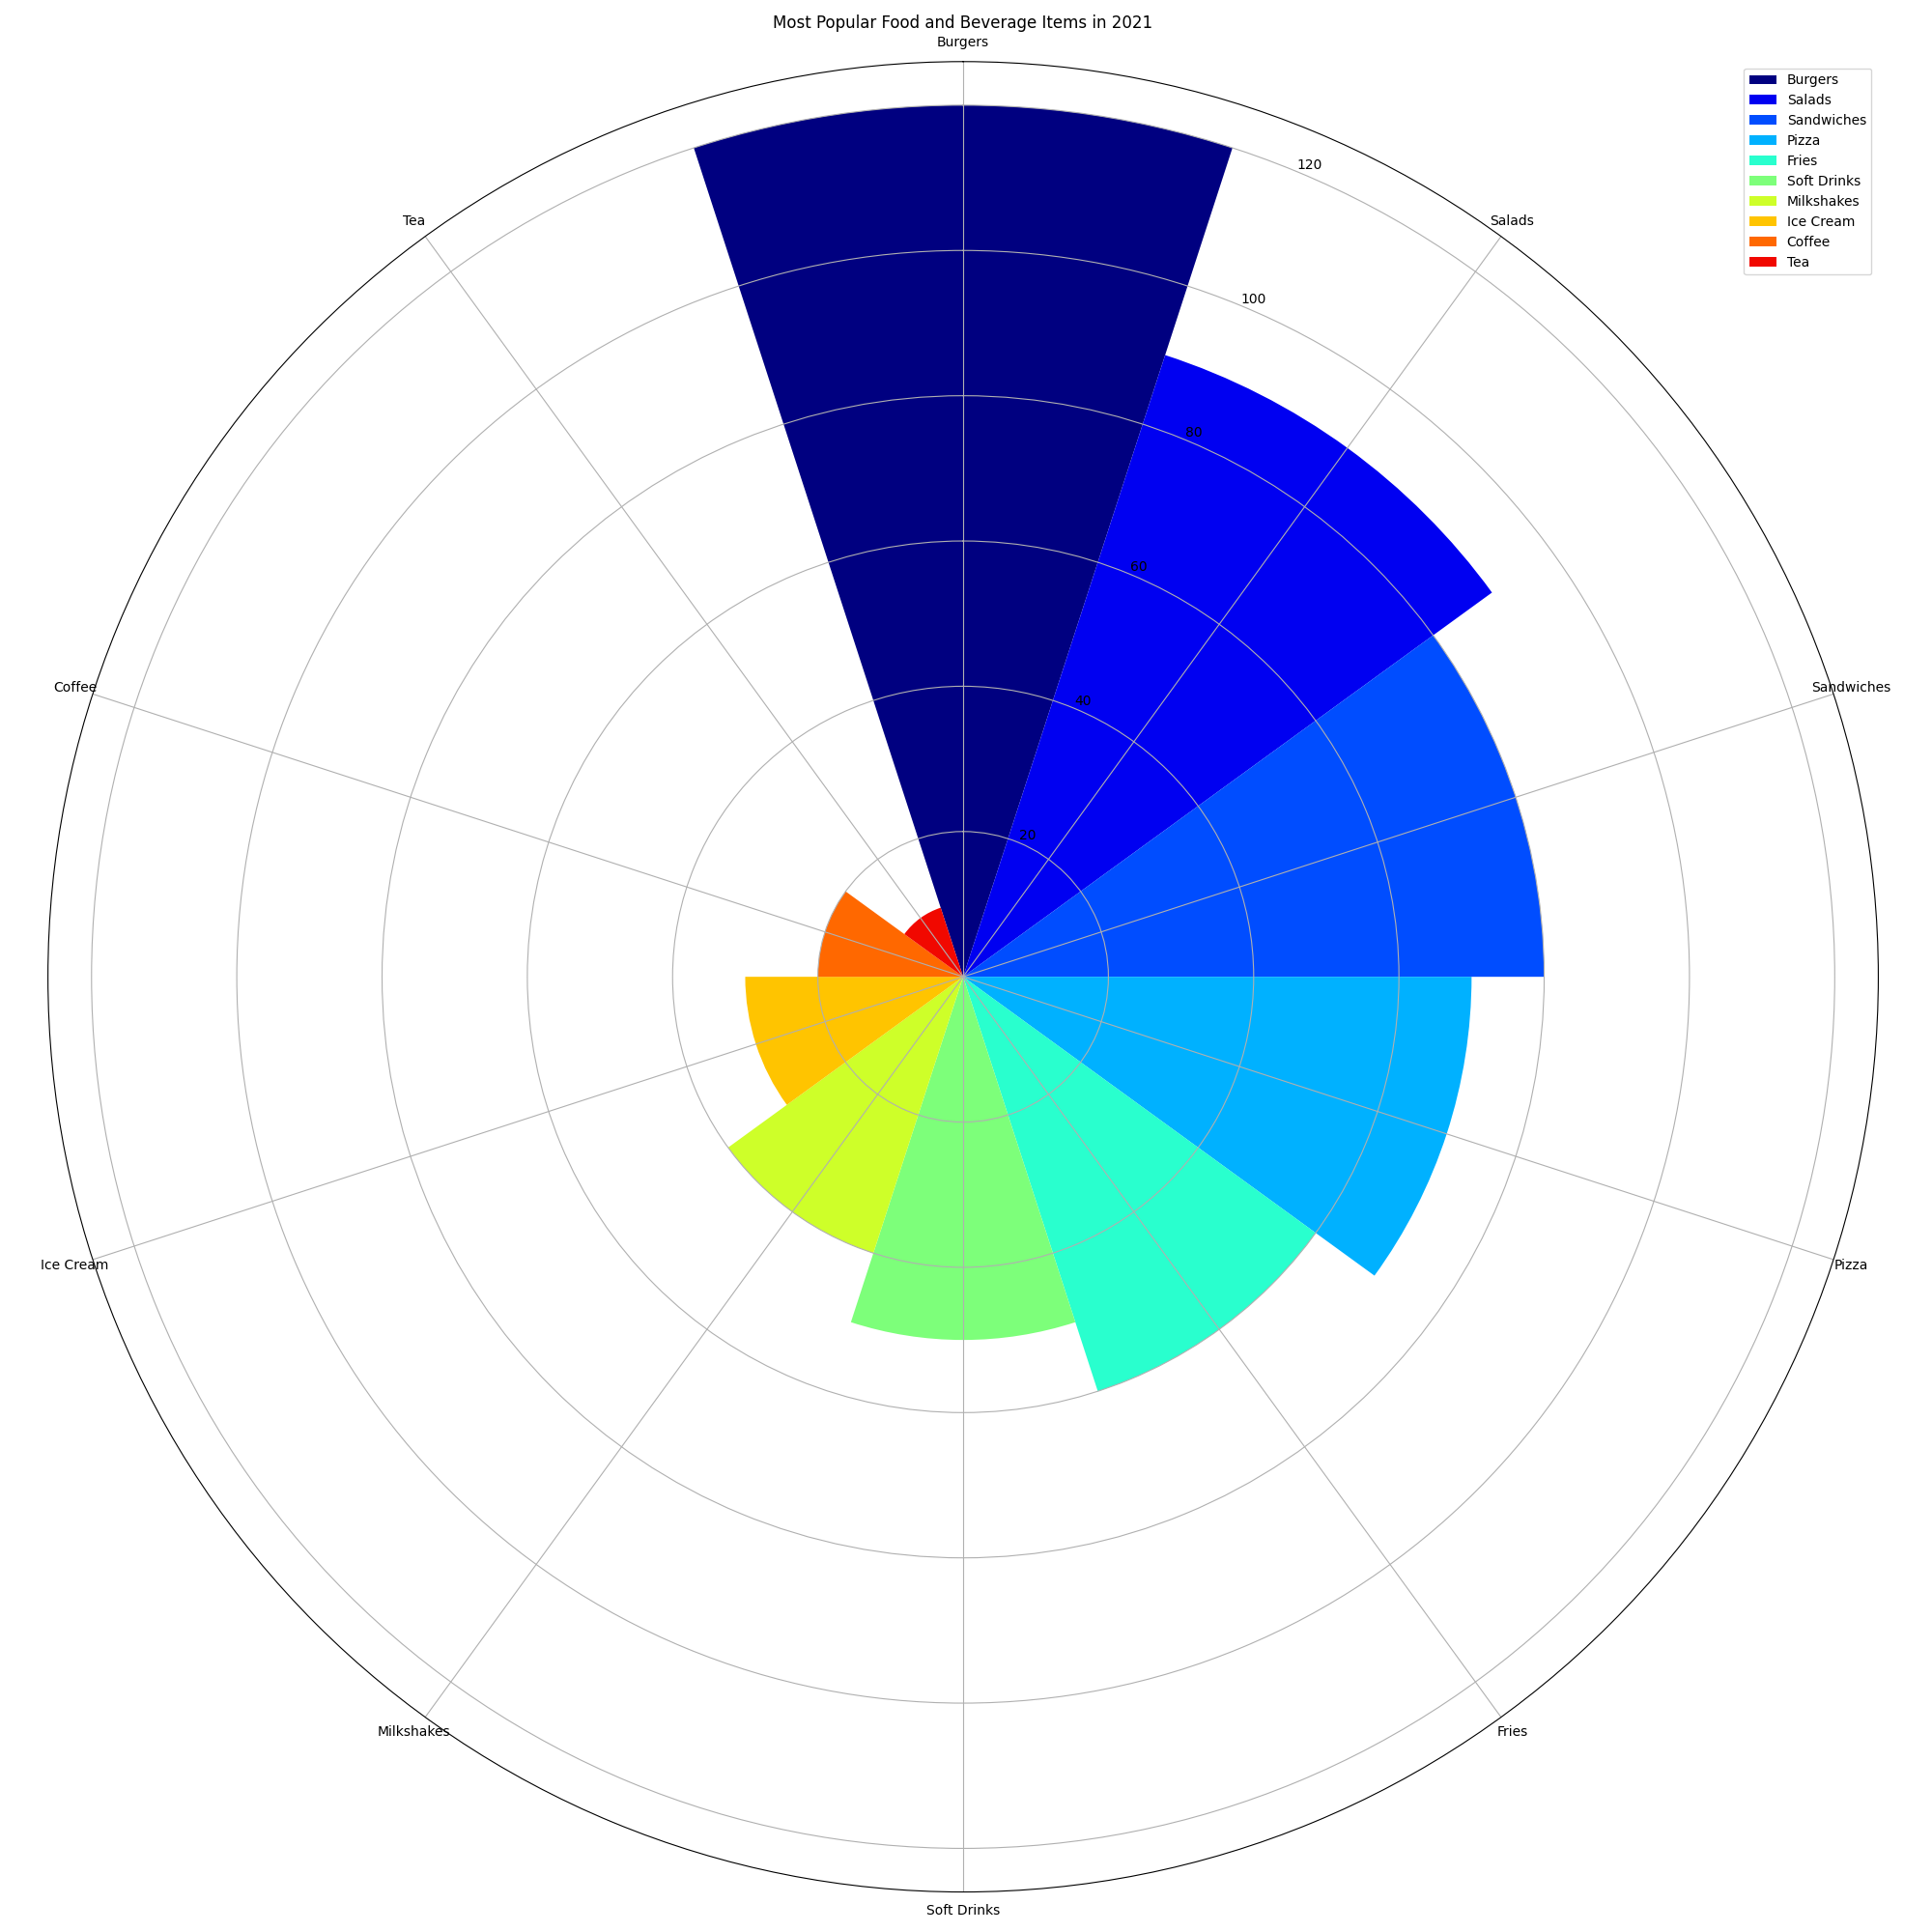 Most Popular Food and Beverage Items in 2021
Burgers
Burgers
Salads
Sandwiches
Pizza
Fries
Soft Drinks
Milkshakes
Ice Cream
Coffee
Tea
120
Tea
Salads
100
80
60
Coffee
Sandwiches
40
20
Ice Cream
Pizza
Milkshakes
Fries
Soft Drinks